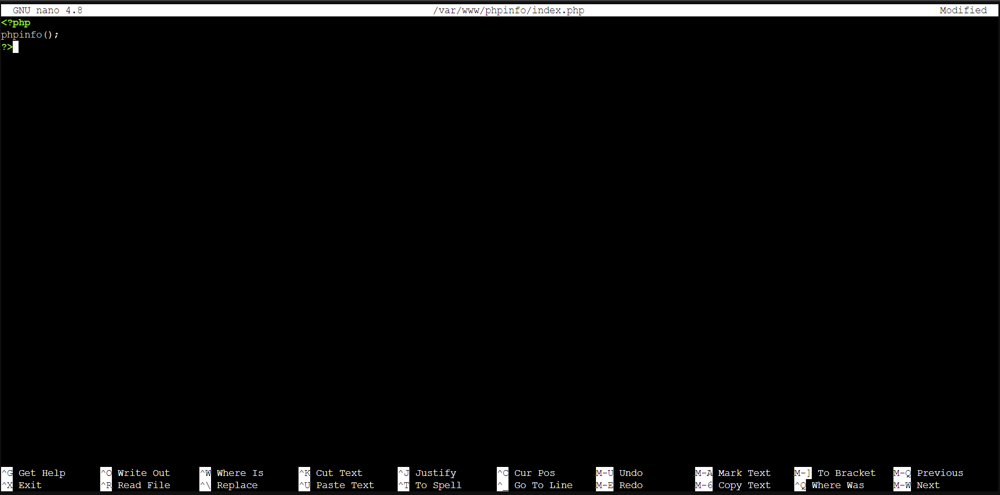 GNU nano 4.8 /var/www/phpinfo/index.php Modified
<?php
phpinfo();
?>
^G Get Help ^O Write Out ^W Where Is ^K Cut Text ^J Justify ^C Cur Pos M-U Undo M-A Mark Text M-] To Bracket M-Q Previous
^X Exit ^R Read File ^\ Replace ^U Paste Text ^T To Spell ^_ Go To Line M-E Redo M-6 Copy Text ^Q Where Was M-W Next